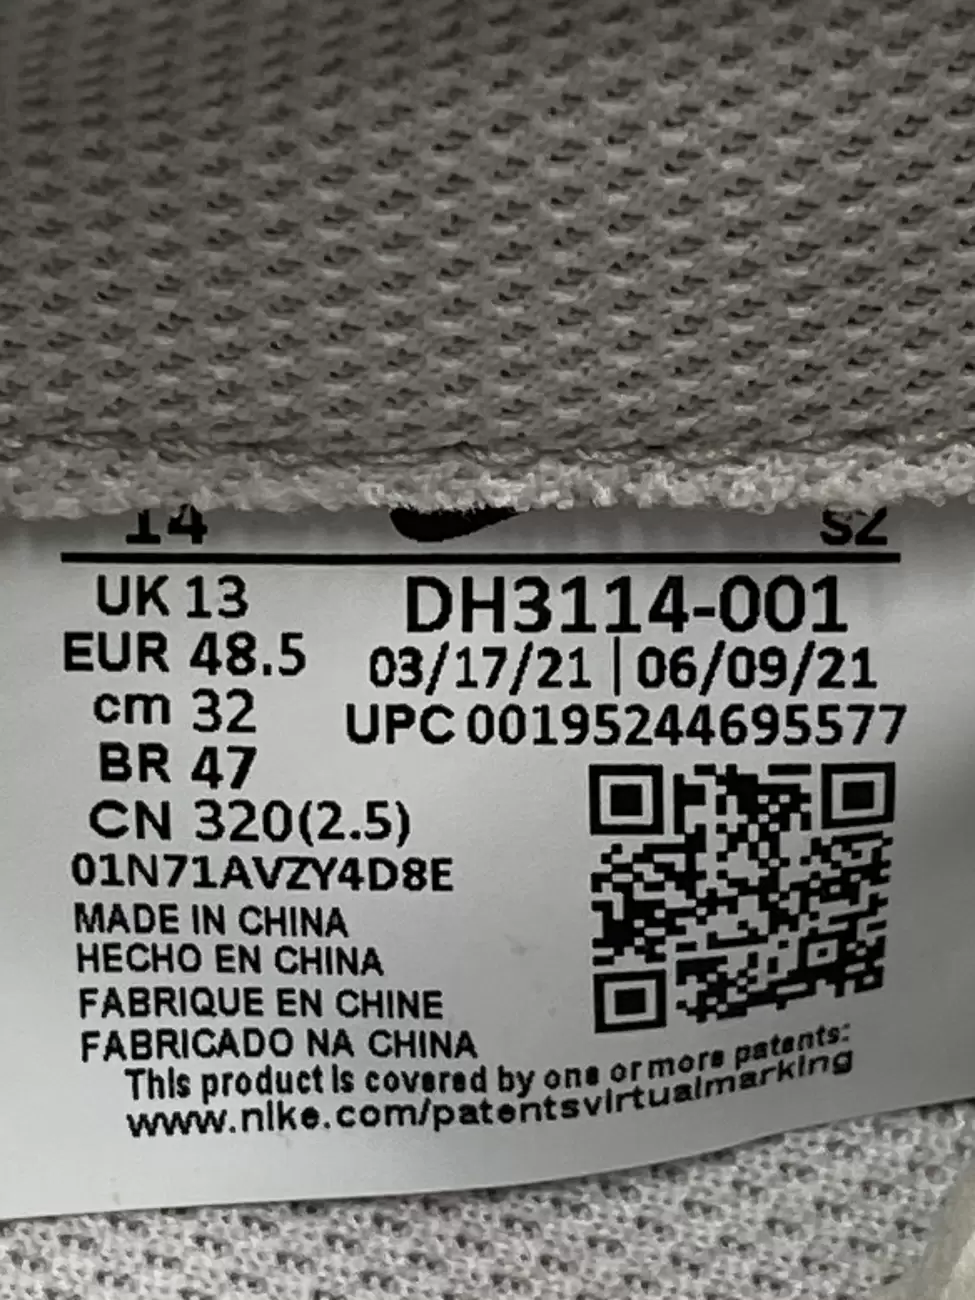 14 S2
UK 13
EUR 48.5
cm 32
BR 47
CN 320(2.5)
DH3114-001
03/17/21 | 06/09/21
UPC 00195244695577
01N71AVZY4D8E
MADE IN CHINA
HECHO EN CHINA
FABRIQUE EN CHINE
FABRICADO NA CHINA
This product is covered by one or more patents:
www.nike.com/patentsvirtualmarking